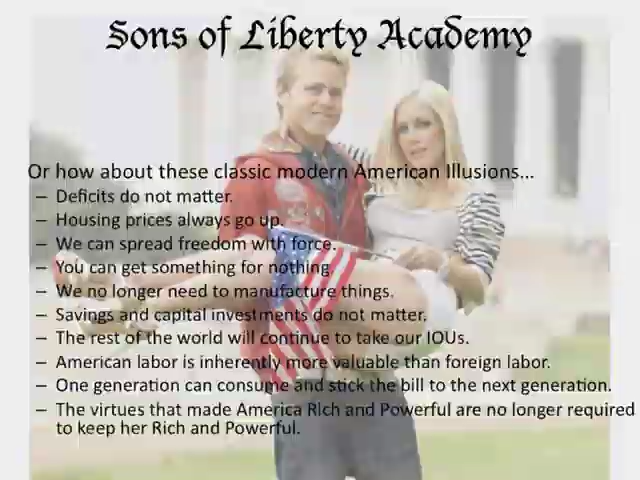 Sons of Liberty Academy
Or how about these classic modern American Illusions...
– Deficits do not matter.
– Housing prices always go up.
– We can spread freedom with force.
– You can get something for nothing.
– We no longer need to manufacture things.
– Savings and capital investments do not matter.
– The rest of the world will continue to take our IOUs.
– American labor is inherently more valuable than foreign labor.
– One generation can consume and stick the bill to the next generation.
– The virtues that made America Rich and Powerful are no longer required
to keep her Rich and Powerful.